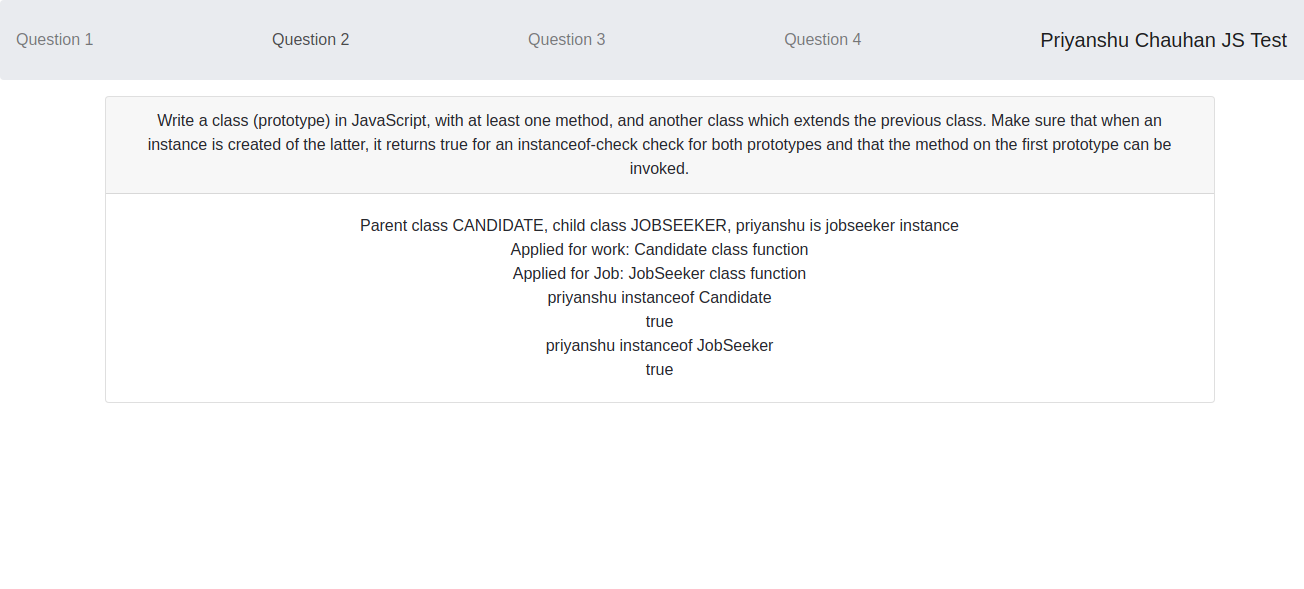 Question 1
Question 2
Question 3
Question 4
Priyanshu Chauhan JS Test
Write a class (prototype) in JavaScript, with at least one method, and another class which extends the previous class. Make sure that when an
instance is created of the latter, it returns true for an instanceof-check check for both prototypes and that the method on the first prototype can be
invoked.
Parent class CANDIDATE, child class JOBSEEKER, priyanshu is jobseeker instance
Applied for work: Candidate class function
Applied for Job: JobSeeker class function
priyanshu instanceof Candidate
true
priyanshu instanceof JobSeeker
true